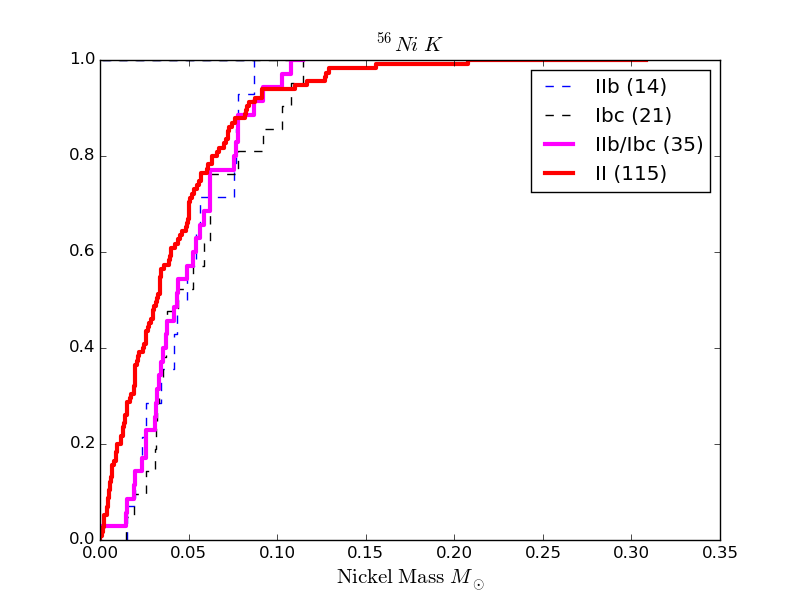 ⁵⁶Ni K
1.0
0.8
0.6
0.4
0.2
0.0
IIb (14)
Ibc (21)
IIb/Ibc (35)
II (115)
0.00 0.05 0.10 0.15 0.20 0.25 0.30 0.35
Nickel Mass M☉